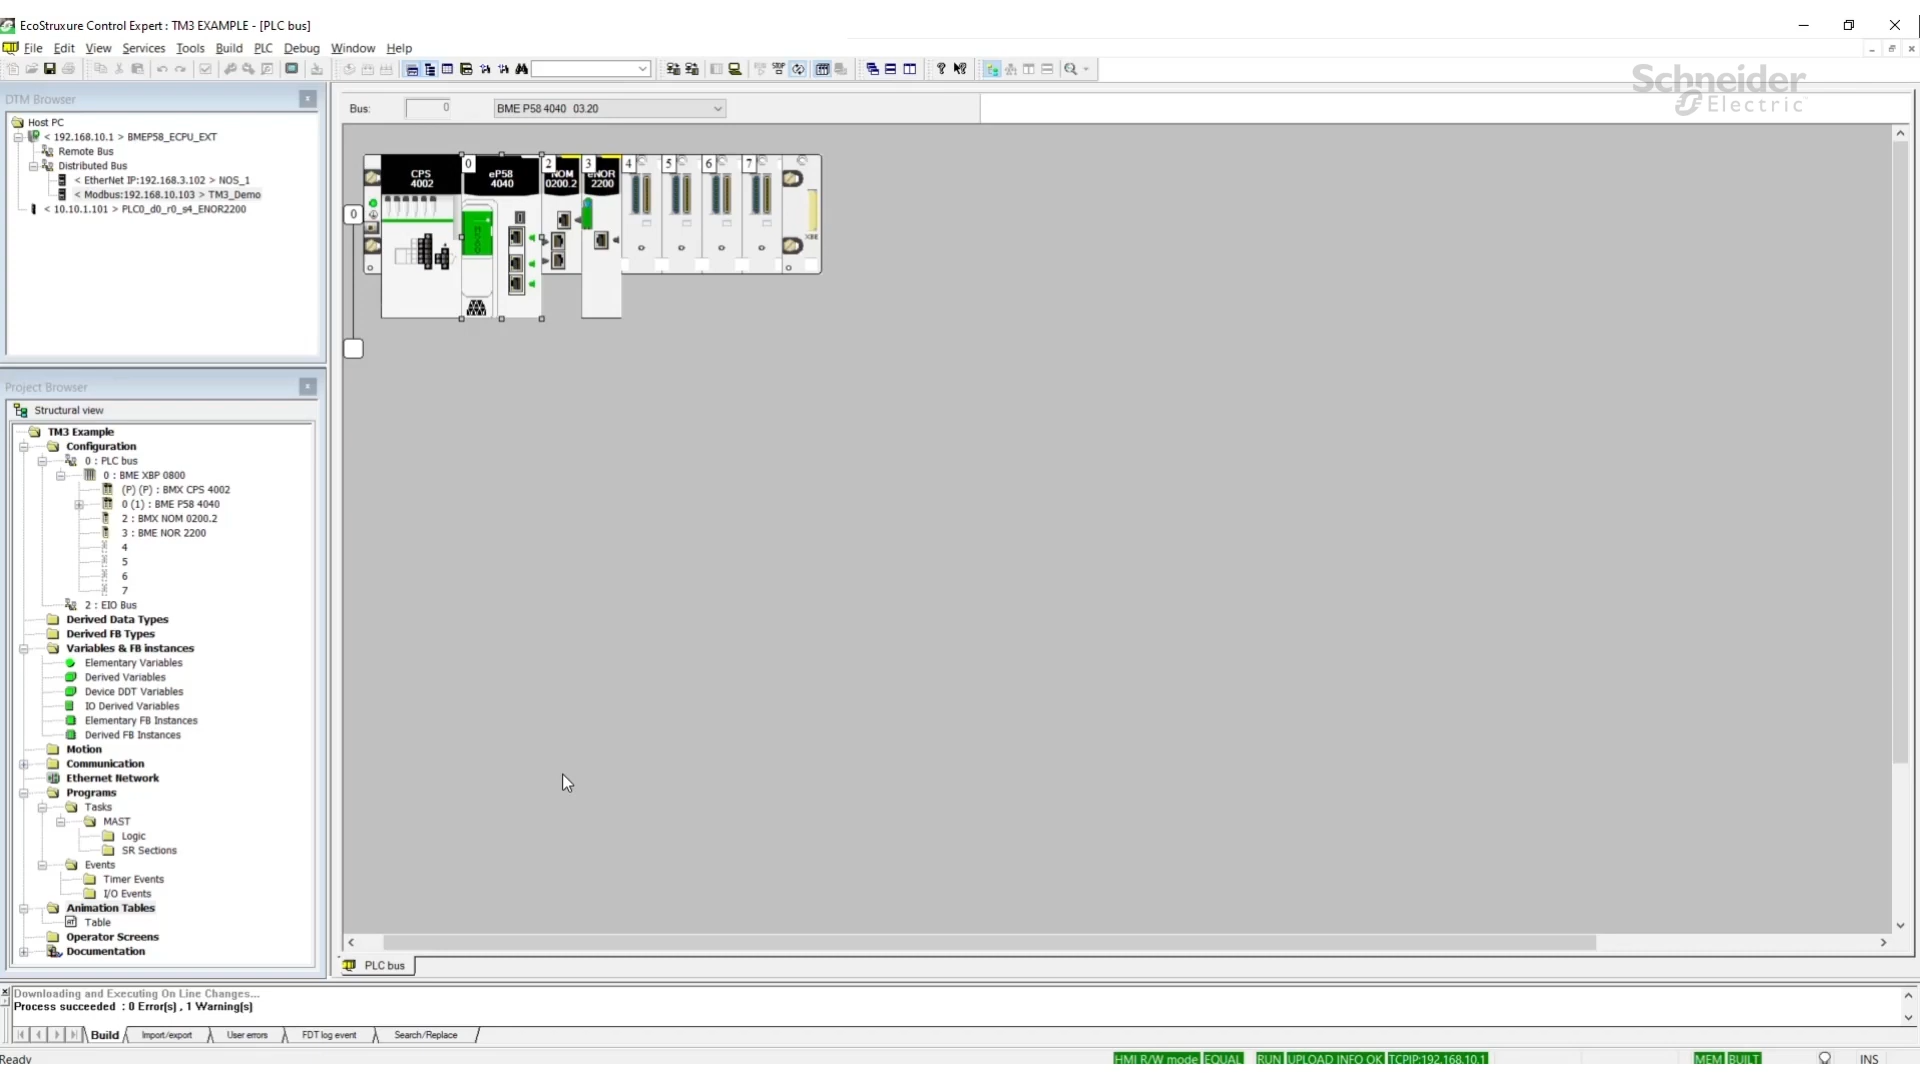 EcoStruxure Control Expert : TM3 EXAMPLE - [PLC bus]
File Edit View Services Tools Build PLC Debug Window Help
Schneider Electric
DTM Browser
Host PC
< 192.168.10.1 > BMEP58_ECPU_EXT
Remote Bus
Distributed Bus
< EtherNet IP:192.168.3.102 > NOS_1
< Modbus:192.168.10.103 > TM3_Demo
< 10.10.1.101 > PLC0_d0_r0_s4_ENOR2200
Bus: 0 BME P58 4040 03.20
0 2 3 4 5 6 7
CPS 4002
eP58 4040
NOM 0200.2
eNOR 2200
0
XBE
Project Browser
Structural view
TM3 Example
Configuration
0 : PLC bus
0 : BME XBP 0800
(P) (P) : BMX CPS 4002
0 (1) : BME P58 4040
2 : BMX NOM 0200.2
3 : BME NOR 2200
4
5
6
7
2 : EIO Bus
Derived Data Types
Derived FB Types
Variables & FB instances
Elementary Variables
Derived Variables
Device DDT Variables
IO Derived Variables
Elementary FB Instances
Derived FB Instances
Motion
Communication
Ethernet Network
Programs
Tasks
MAST
Logic
SR Sections
Events
Timer Events
I/O Events
Animation Tables
Table
Operator Screens
Documentation
PLC bus
Downloading and Executing On Line Changes...
Process succeeded : 0 Error(s) , 1 Warning(s)
Build Import/export User errors FDT log event Search/Replace
Ready HMI R/W mode EQUAL RUN UPLOAD INFO OK TCPIP:192.168.10.1 MEM BUILT INS